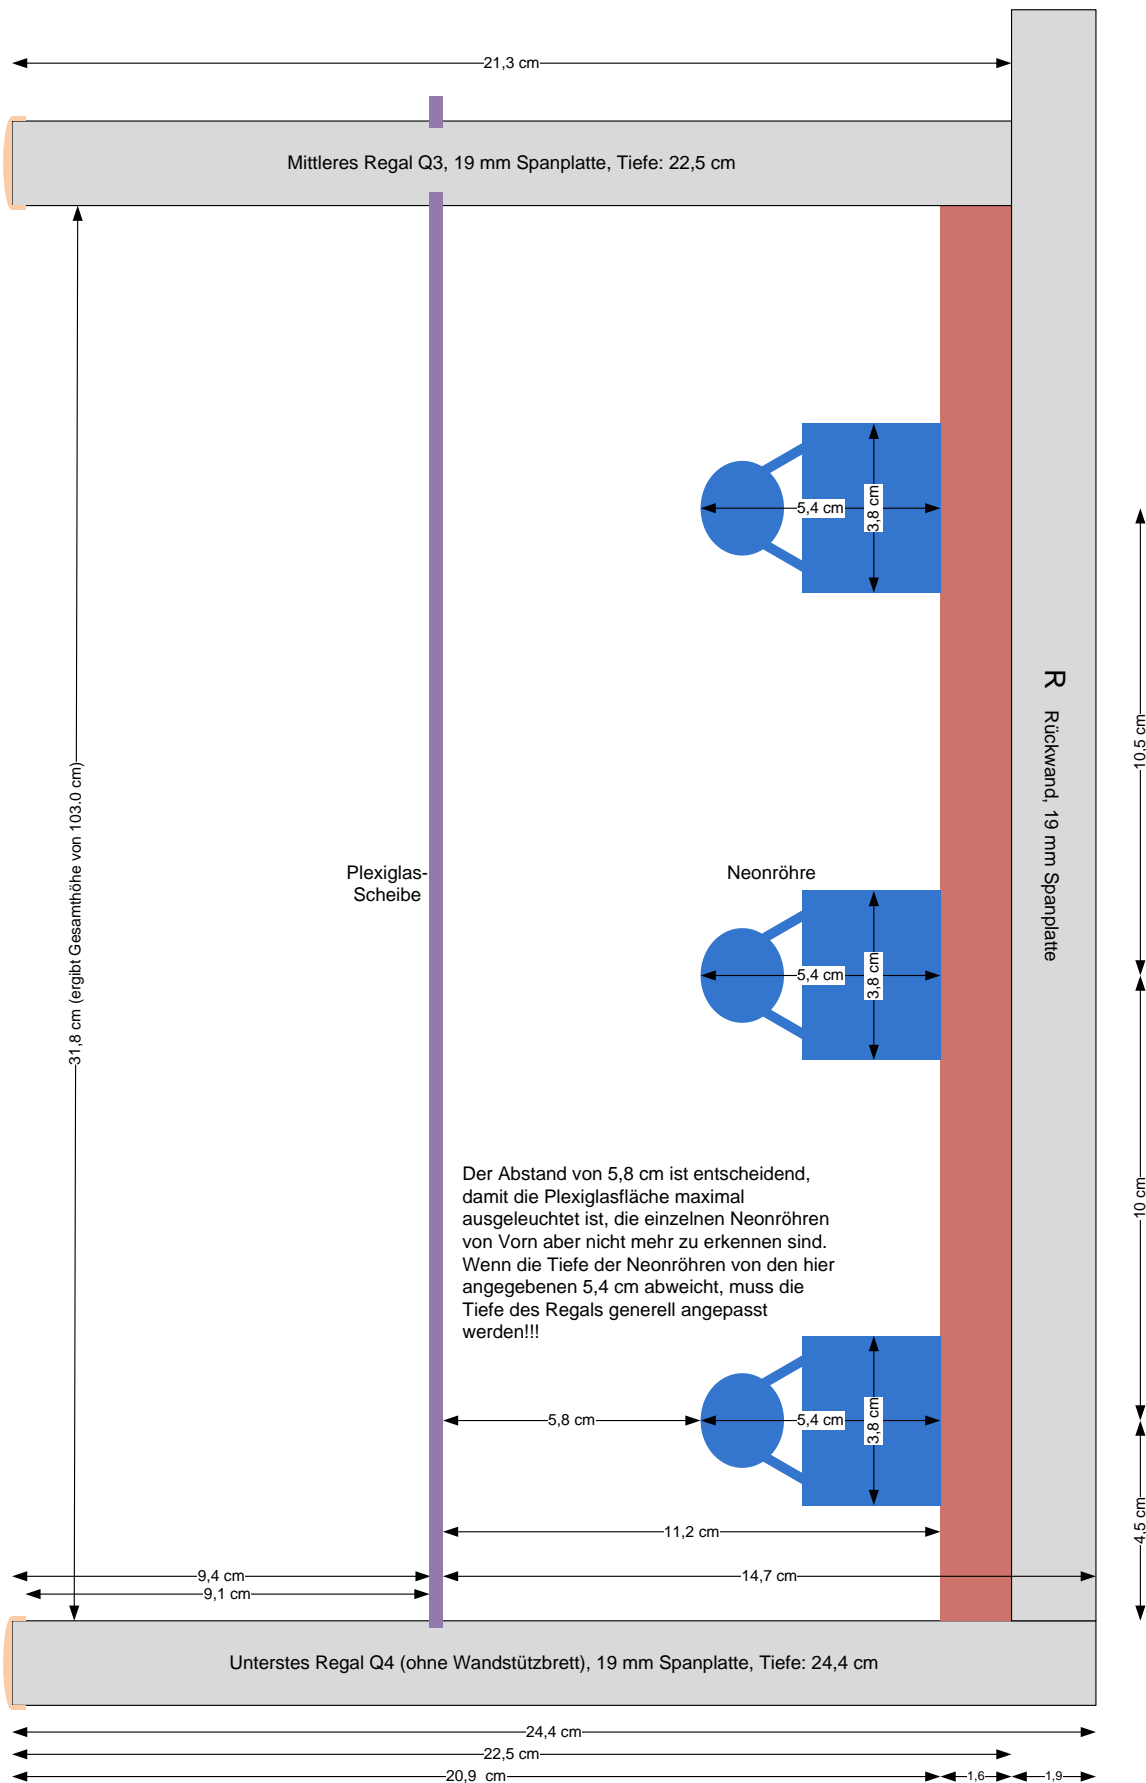 21,3 cm
Mittleres Regal Q3, 19 mm Spanplatte, Tiefe: 22,5 cm
5,4 cm
3,8 cm
R Rückwand, 19 mm Spanplatte
10,5 cm
31,8 cm (ergibt Gesamthöhe von 103.0 cm)
Plexiglas-
Scheibe
Neonröhre
5,4 cm
3,8 cm
10 cm
Der Abstand von 5,8 cm ist entscheidend,
damit die Plexiglasfläche maximal
ausgeleuchtet ist, die einzelnen Neonröhren
von Vorn aber nicht mehr zu erkennen sind.
Wenn die Tiefe der Neonröhren von den hier
angegebenen 5,4 cm abweicht, muss die
Tiefe des Regals generell angepasst
werden!!!
5,8 cm
5,4 cm
3,8 cm
4,5 cm
11,2 cm
9,4 cm
14,7 cm
9,1 cm
Unterstes Regal Q4 (ohne Wandstützbrett), 19 mm Spanplatte, Tiefe: 24,4 cm
24,4 cm
22,5 cm
20,9 cm
1,6
1,9